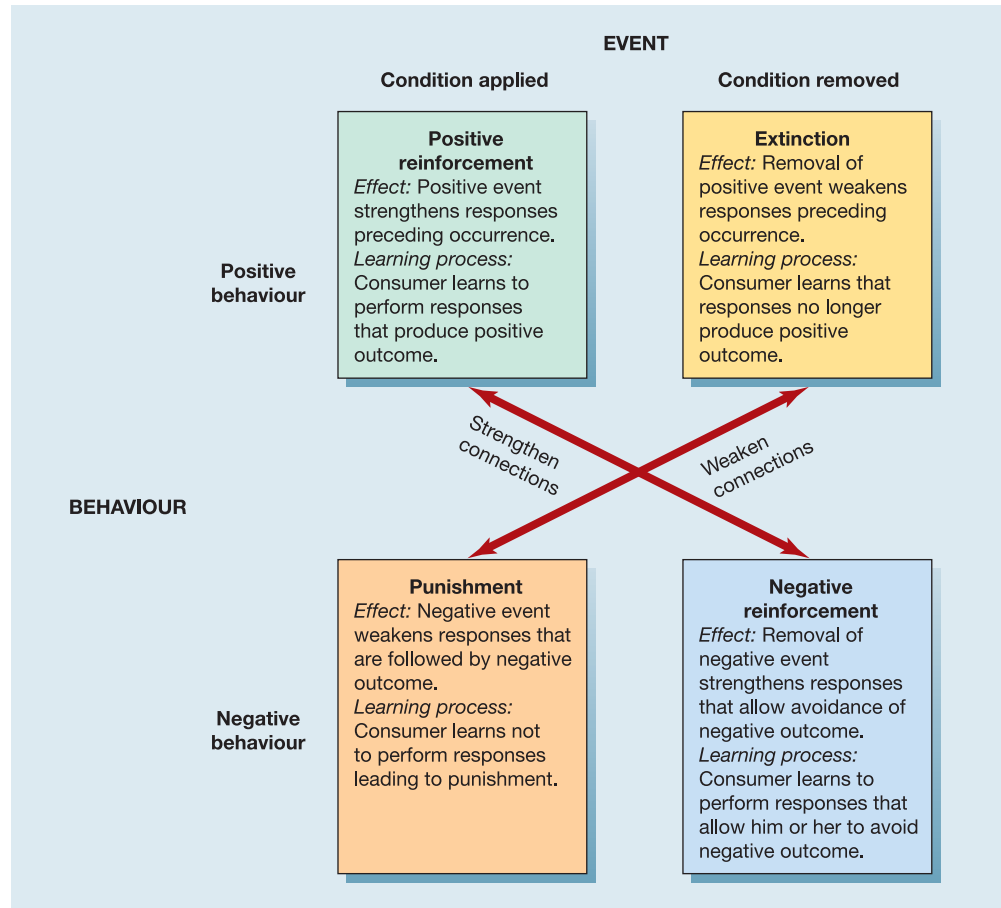 EVENT
Condition applied
Condition removed
Positive
reinforcement
Effect: Positive event
strengthens responses
preceding occurrence.
Learning process:
Consumer learns to
perform responses
that produce positive
outcome.
Extinction
Effect: Removal of
positive event weakens
responses preceding
occurrence.
Learning process:
Consumer learns that
responses no longer
produce positive
outcome.
Positive
behaviour
Strengthen
connections
Weaken
connections
BEHAVIOUR
Punishment
Effect: Negative event
weakens responses that
are followed by negative
outcome.
Learning process:
Consumer learns not
to perform responses
leading to punishment.
Negative
reinforcement
Effect: Removal of
negative event
strengthens responses
that allow avoidance of
negative outcome.
Learning process:
Consumer learns to
perform responses that
allow him or her to avoid
negative outcome.
Negative
behaviour